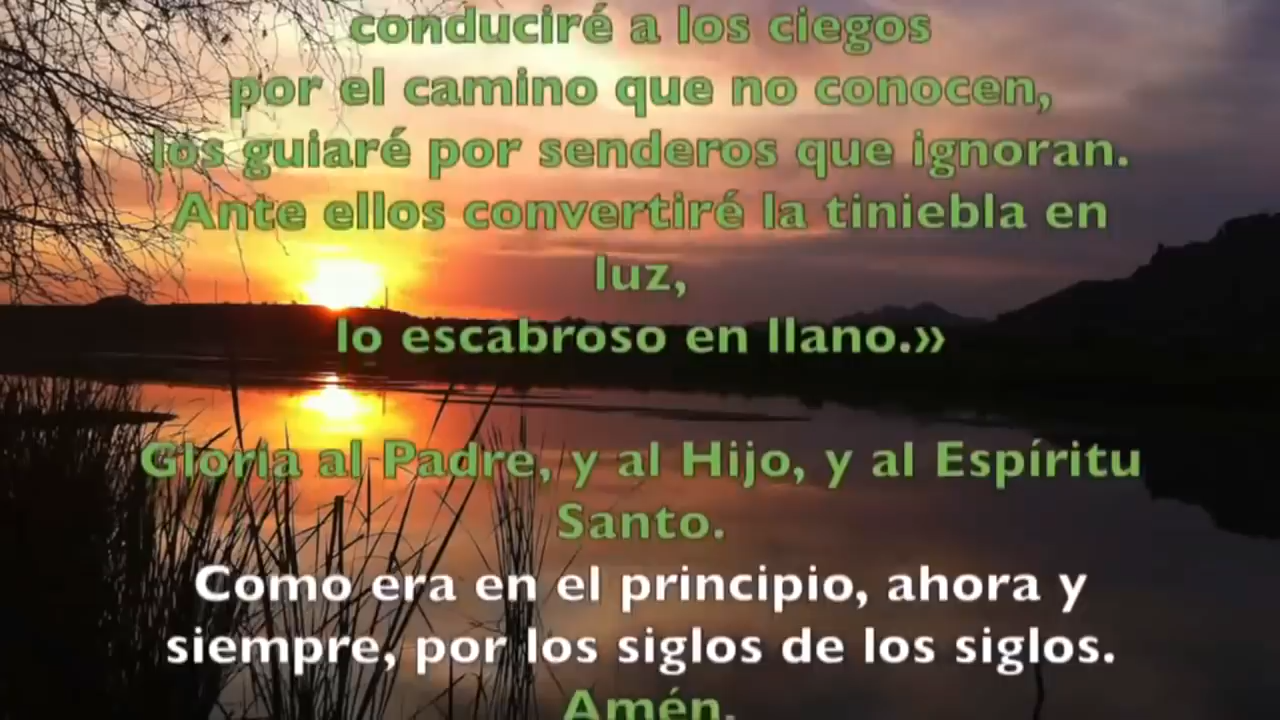 conduciré a los ciegos
por el camino que no conocen,
los guiaré por senderos que ignoran.
Ante ellos convertiré la tiniebla en
luz,
lo escabroso en llano.»
Gloria al Padre, y al Hijo, y al Espíritu
Santo.
Como era en el principio, ahora y
siempre, por los siglos de los siglos.
Amén.